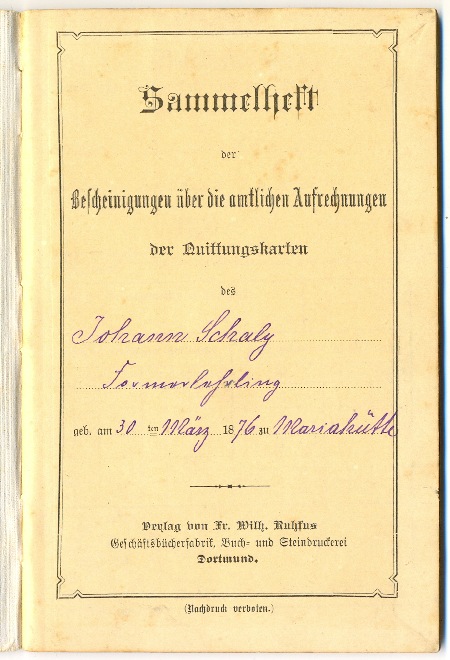 Sammelheft
der
Bescheinigungen über die amtlichen Aufrechnungen
der Quittungskarten
des
Johann Schaly
Formerlehrling
geb. am 30 ten März 1876 zu Mariahütte
Verlag von Fr. Wilh. Ruhfus
Geschäftsbücherfabrik, Buch- und Steindruckerei
Dortmund.
(Nachdruck verboten.)